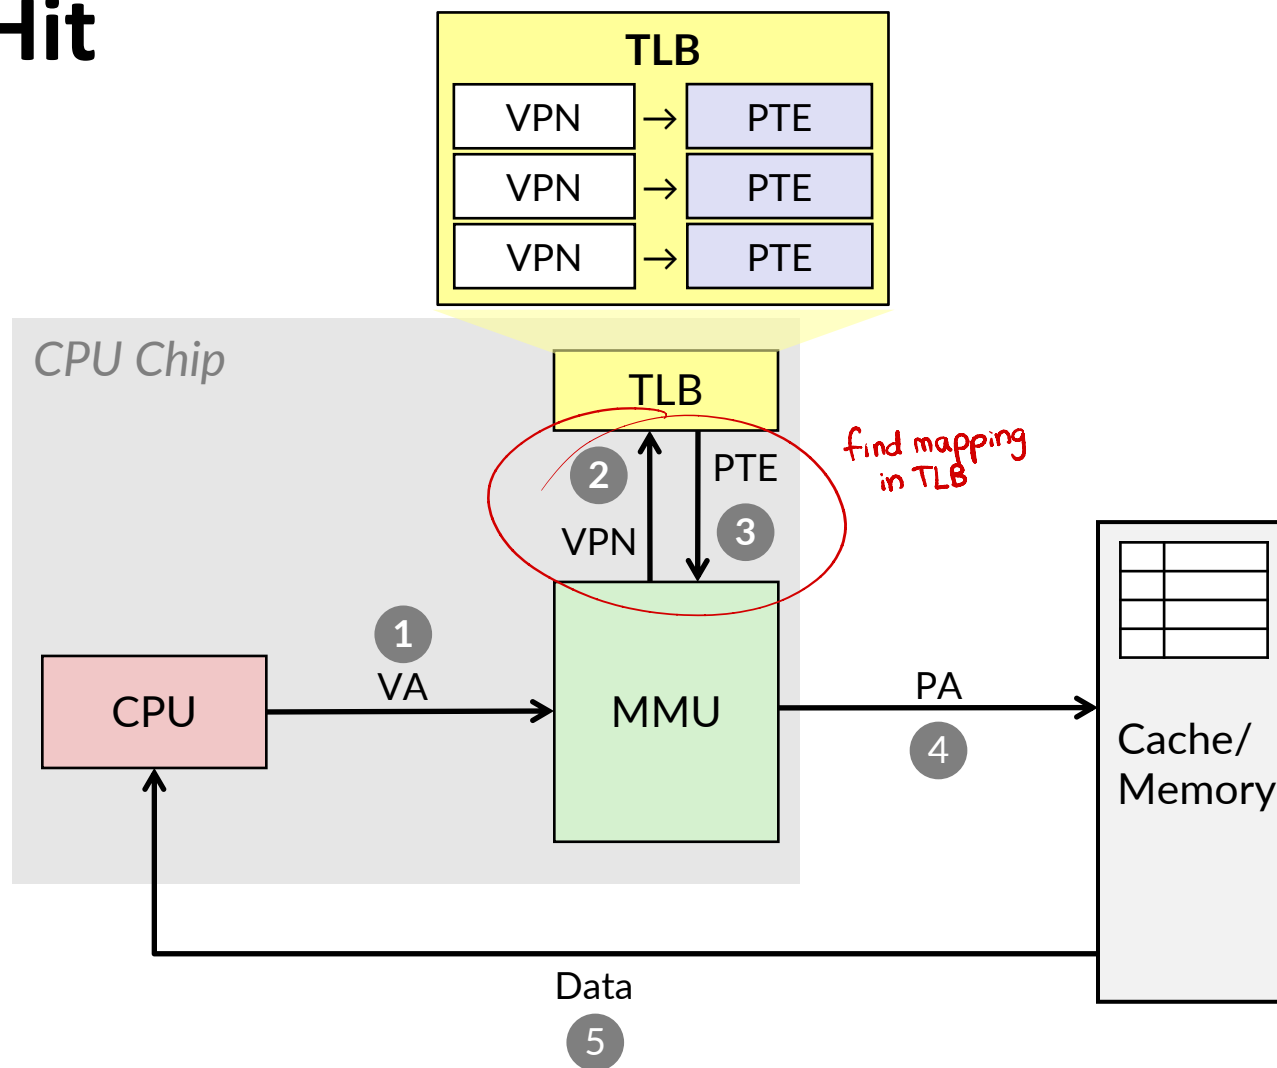 Hit
TLB
VPN → PTE
VPN → PTE
VPN → PTE
CPU Chip
TLB
find mapping
in TLB
2
PTE
VPN
3
1
VA
CPU
MMU
PA
4
Cache/
Memory
Data
5